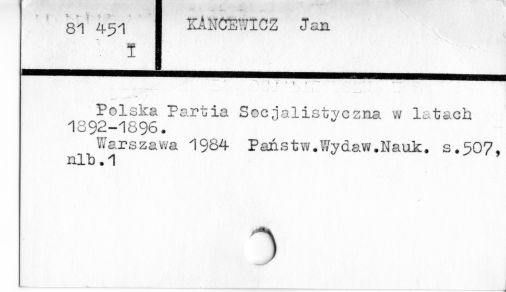 81 451
I
KANCEWICZ Jan
Polska Partia Socjalistyczna w latach
1892-1896.
Warszawa 1984 Państw.Wydaw.Nauk. s.507,
nlb.1